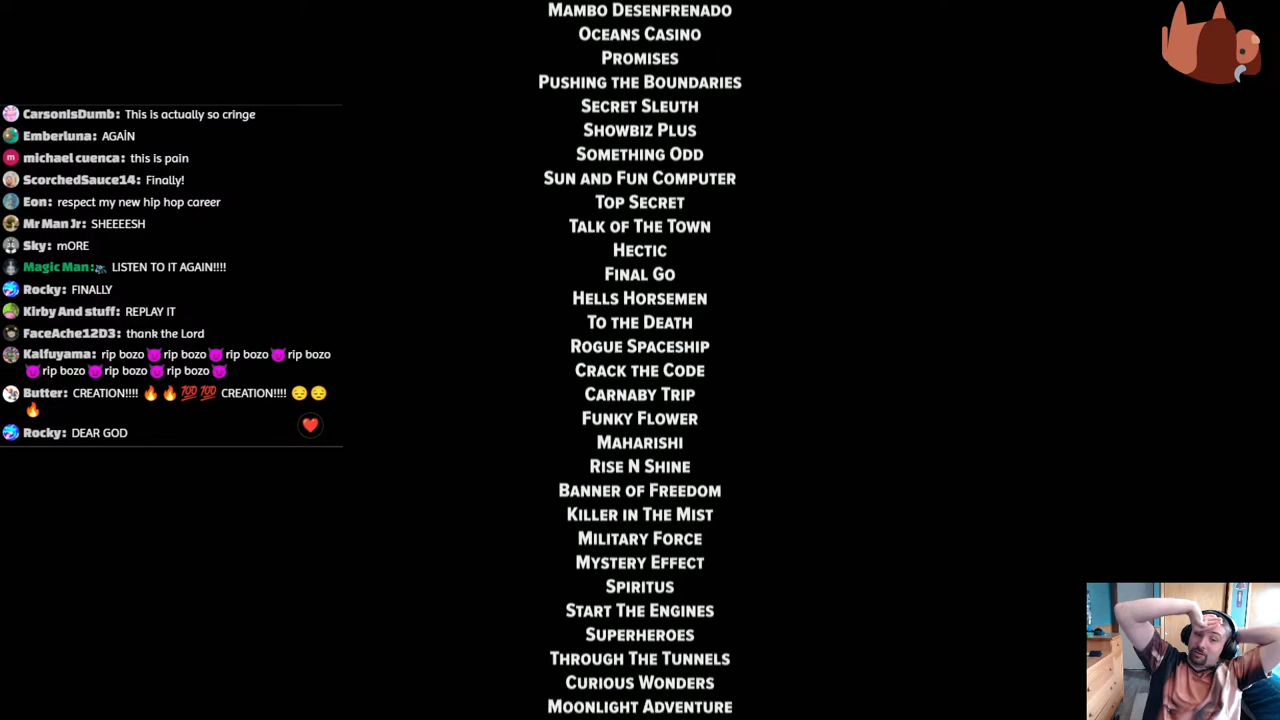 CarsonIsDumb: This is actually so cringe
Emberluna: AGAİN
michael cuenca: this is pain
ScorchedSauce14: Finally!
Eon: respect my new hip hop career
Mr Man Jr: SHEEEESH
Sky: mORE
Magic Man: LISTEN TO IT AGAIN!!!!
Rocky: FINALLY
Kirby And stuff: REPLAY IT
FaceAche12D3: thank the Lord
Kalfuyama: rip bozo😈rip bozo😈rip bozo😈rip bozo
😈rip bozo😈rip bozo😈rip bozo😈
Butter: CREATION!!!! 🔥🔥💯💯 CREATION!!!! 😔😔
🔥
Rocky: DEAR GOD
MAMBO DESENFRENADO
OCEANS CASINO
PROMISES
PUSHING THE BOUNDARIES
SECRET SLEUTH
SHOWBIZ PLUS
SOMETHING ODD
SUN AND FUN COMPUTER
TOP SECRET
TALK OF THE TOWN
HECTIC
FINAL GO
HELLS HORSEMEN
TO THE DEATH
ROGUE SPACESHIP
CRACK THE CODE
CARNABY TRIP
FUNKY FLOWER
MAHARISHI
RISE N SHINE
BANNER OF FREEDOM
KILLER IN THE MIST
MILITARY FORCE
MYSTERY EFFECT
SPIRITUS
START THE ENGINES
SUPERHEROES
THROUGH THE TUNNELS
CURIOUS WONDERS
MOONLIGHT ADVENTURE